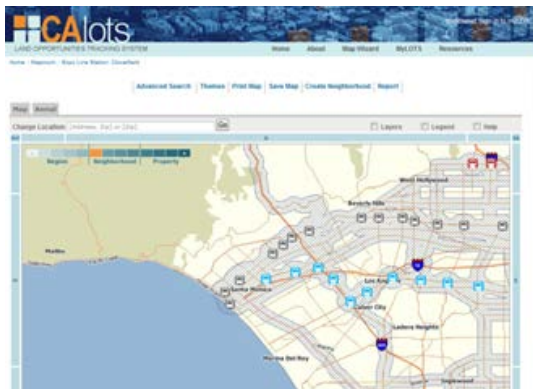 CAlots
LAND OPPORTUNITIES TRACKING SYSTEM
Home About Map Wizard MyLOTS Resources
Advanced Search | Themes | Print Map | Save Map | Create Neighborhood | Report
Map Aerial
Change Location: Go
Layers Legend Help
Region Neighborhood Property
West Hollywood
Beverly Hills
Malibu
Santa Monica
Los
Culver City
Ladera Heights
Marina Del Rey
Inglewood